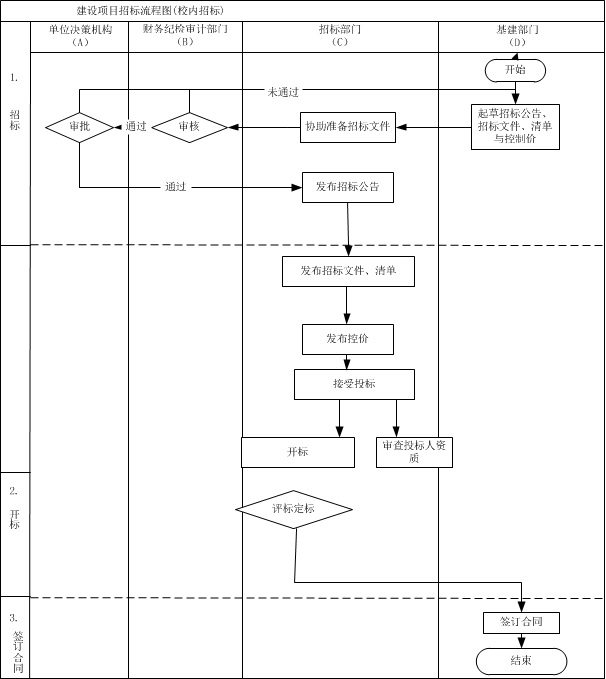 建设项目招标流程图(校内招标)
单位决策机构
（A）
财务纪检审计部门
（B）
招标部门
（C）
基建部门
（D）
1.
招
标
开始
未通过
起草招标公告、
招标文件、清单
与控制价
协助准备招标文件
审核
通过
审批
通过
发布招标公告
发布招标文件、清单
发布控价
接受投标
开标
审查投标人资
质
2.
开
标
评标定标
3.
签
订
合
同
签订合同
结束